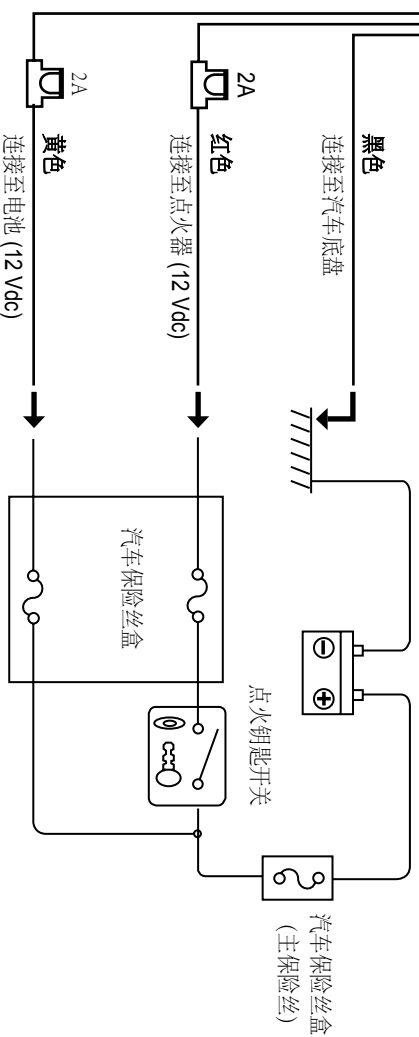 黑色
连接至汽车底盘
2A
红色
连接至点火器 (12 Vdc)
2A
黄色
连接至电池 (12 Vdc)
汽车保险丝盒
点火钥匙开关
汽车保险丝盒
(主保险丝)